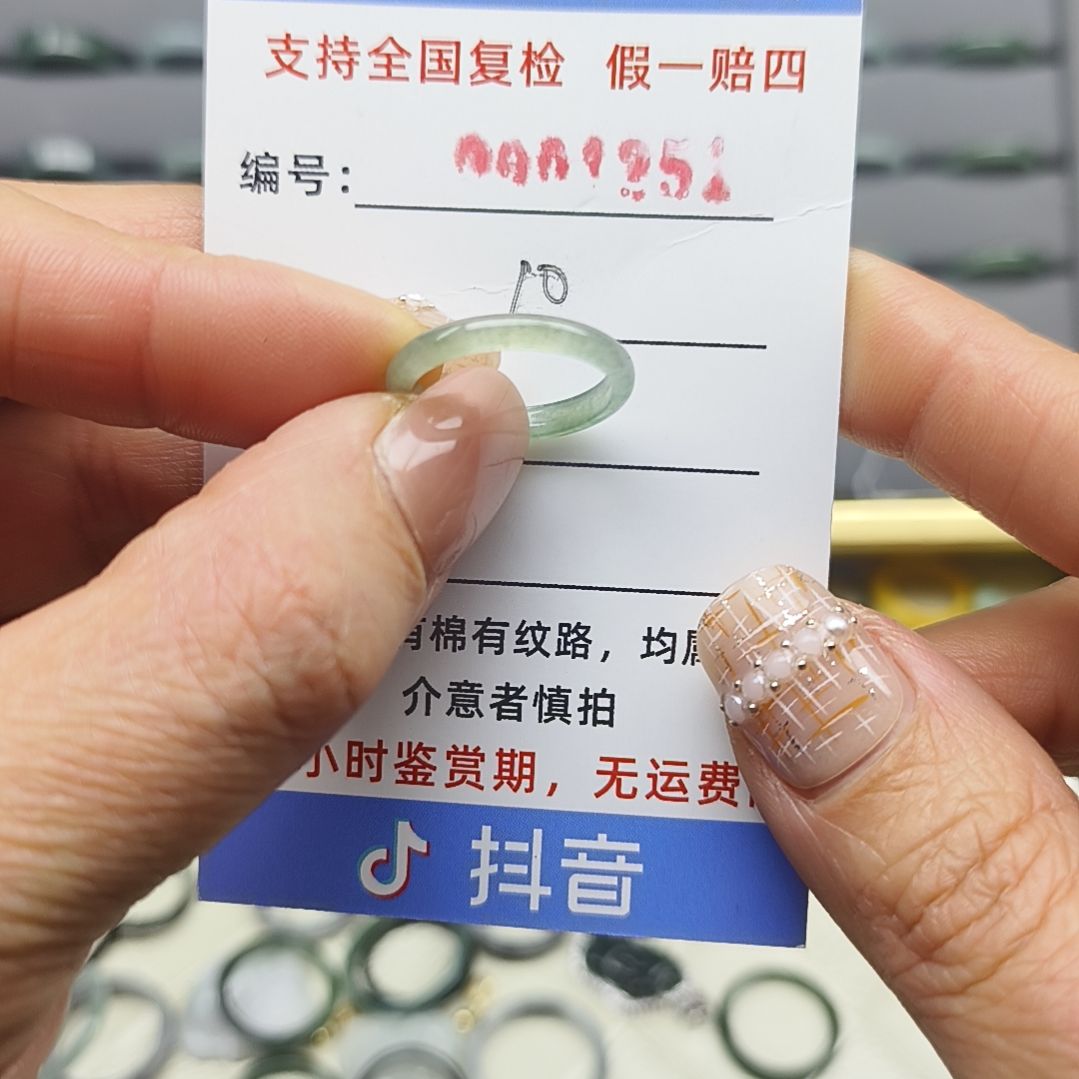 支持全国复检 假一赔四
编号：
10
有棉有纹路，均属
介意者慎拍
小时鉴赏期，无运费
抖音